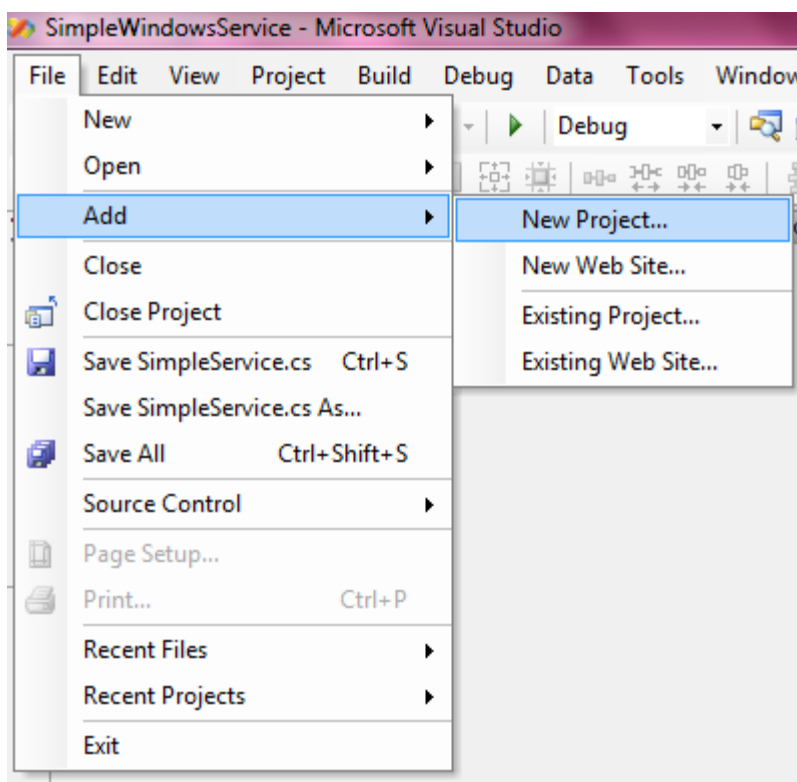 SimpleWindowsService - Microsoft Visual Studio
File Edit View Project Build Debug Data Tools Window
New
Debug
Open
Add
New Project...
Close
New Web Site...
Close Project
Existing Project...
Save SimpleService.cs Ctrl+S
Existing Web Site...
Save SimpleService.cs As...
Save All Ctrl+Shift+S
Source Control
Page Setup...
Print... Ctrl+P
Recent Files
Recent Projects
Exit